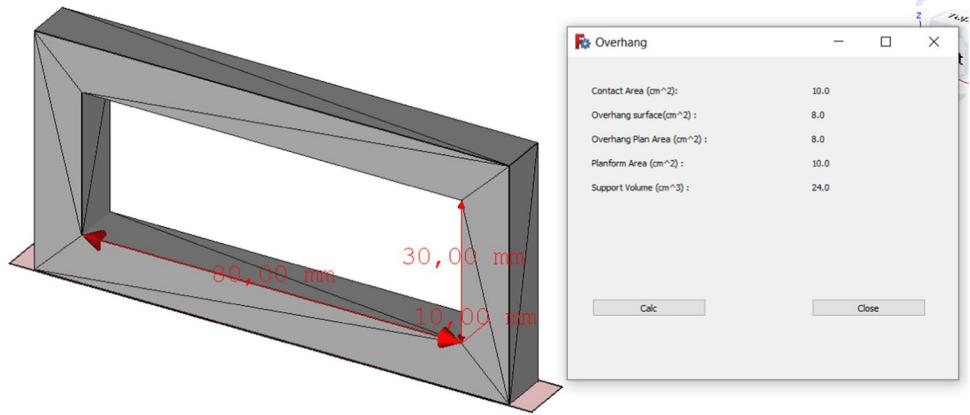 Overhang
Contact Area (cm^2): 10.0
Overhang surface(cm^2) : 8.0
Overhang Plan Area (cm^2) : 8.0
Planform Area (cm^2) : 10.0
Support Volume (cm^3) : 24.0
Calc Close
30,00 mm
80,00 mm
10,00 mm
z